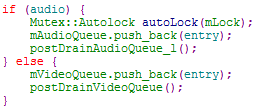 if (audio) {
    Mutex::Autolock autoLock(mLock);
    mAudioQueue.push_back(entry);
    postDrainAudioQueue_l();
} else {
    mVideoQueue.push_back(entry);
    postDrainVideoQueue();
}